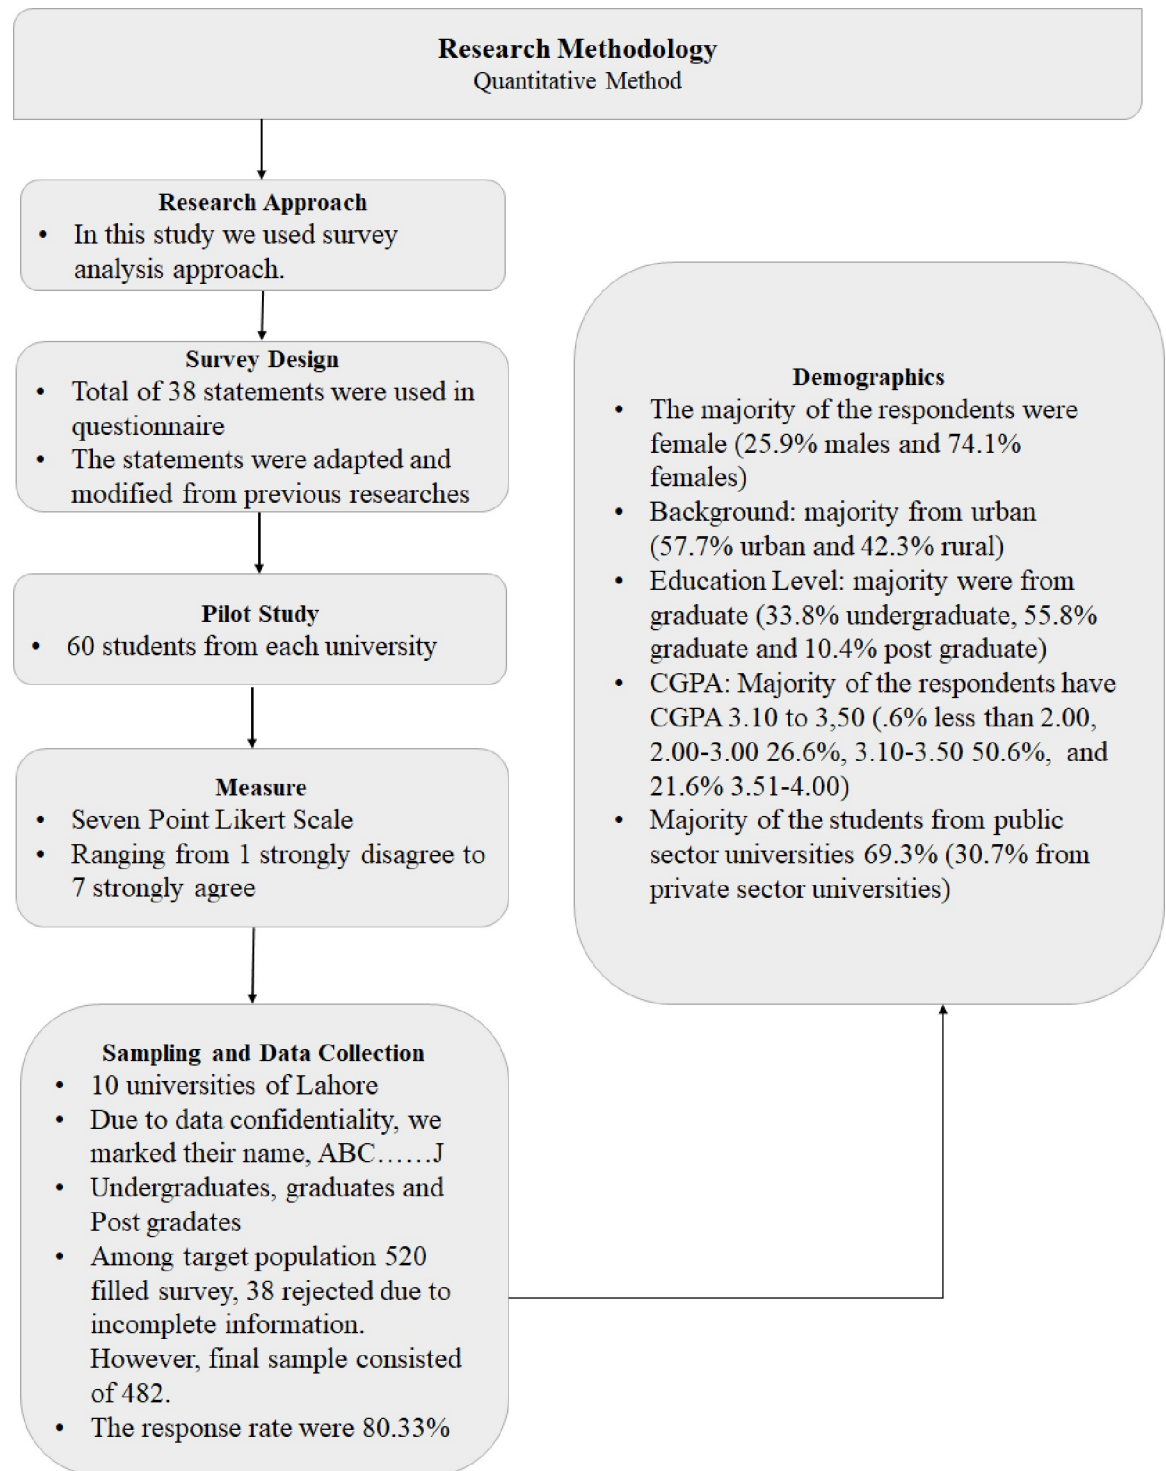 Research Methodology
Quantitative Method
Research Approach
• In this study we used survey
analysis approach.
Survey Design
• Total of 38 statements were used in
questionnaire
• The statements were adapted and
modified from previous researches
Pilot Study
• 60 students from each university
Measure
• Seven Point Likert Scale
• Ranging from 1 strongly disagree to
7 strongly agree
Sampling and Data Collection
• 10 universities of Lahore
• Due to data confidentiality, we
marked their name, ABC……J
• Undergraduates, graduates and
Post gradates
• Among target population 520
filled survey, 38 rejected due to
incomplete information.
However, final sample consisted
of 482.
• The response rate were 80.33%
Demographics
• The majority of the respondents were
female (25.9% males and 74.1%
females)
• Background: majority from urban
(57.7% urban and 42.3% rural)
• Education Level: majority were from
graduate (33.8% undergraduate, 55.8%
graduate and 10.4% post graduate)
• CGPA: Majority of the respondents have
CGPA 3.10 to 3,50 (.6% less than 2.00,
2.00-3.00 26.6%, 3.10-3.50 50.6%, and
21.6% 3.51-4.00)
• Majority of the students from public
sector universities 69.3% (30.7% from
private sector universities)